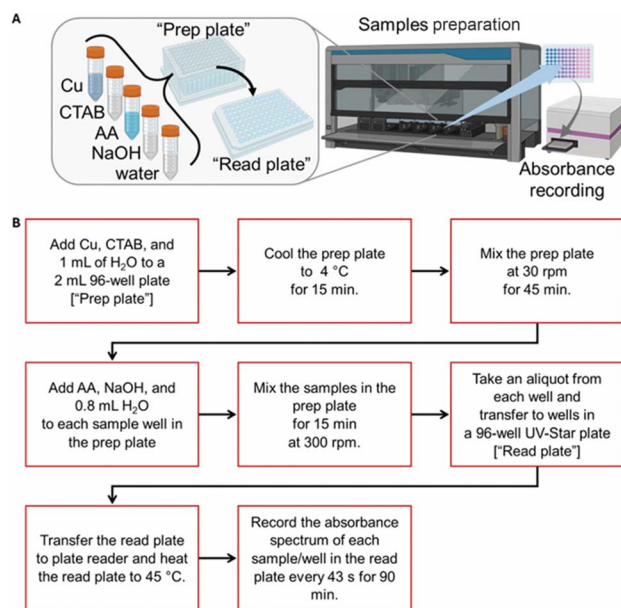 A
"Prep plate"
Samples preparation
Cu
CTAB
AA
NaOH
water
"Read plate"
Absorbance
recording
B
Add Cu, CTAB, and
1 mL of H₂O to a
2 mL 96-well plate
["Prep plate"]
Cool the prep plate
to 4 °C
for 15 min.
Mix the prep plate
at 30 rpm
for 45 min.
Add AA, NaOH, and
0.8 mL H₂O
to each sample well in
the prep plate
Mix the samples in the
prep plate
for 15 min
at 300 rpm.
Take an aliquot from
each well and
transfer to wells in
a 96-well UV-Star plate
["Read plate"]
Transfer the read plate
to plate reader and heat
the read plate to 45 °C.
Record the absorbance
spectrum of each
sample/well in the read
plate every 43 s for 90
min.